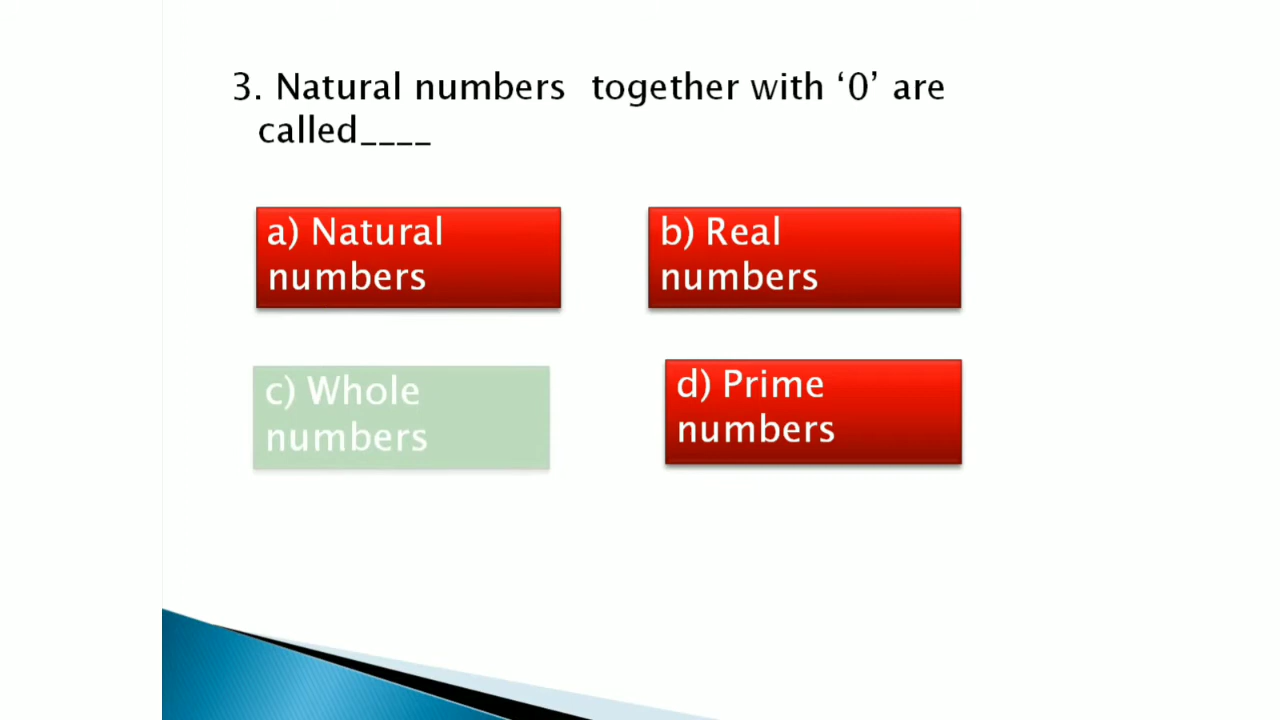 3. Natural numbers together with ‘0’ are
called____
a) Natural
numbers
b) Real
numbers
c) Whole
numbers
d) Prime
numbers